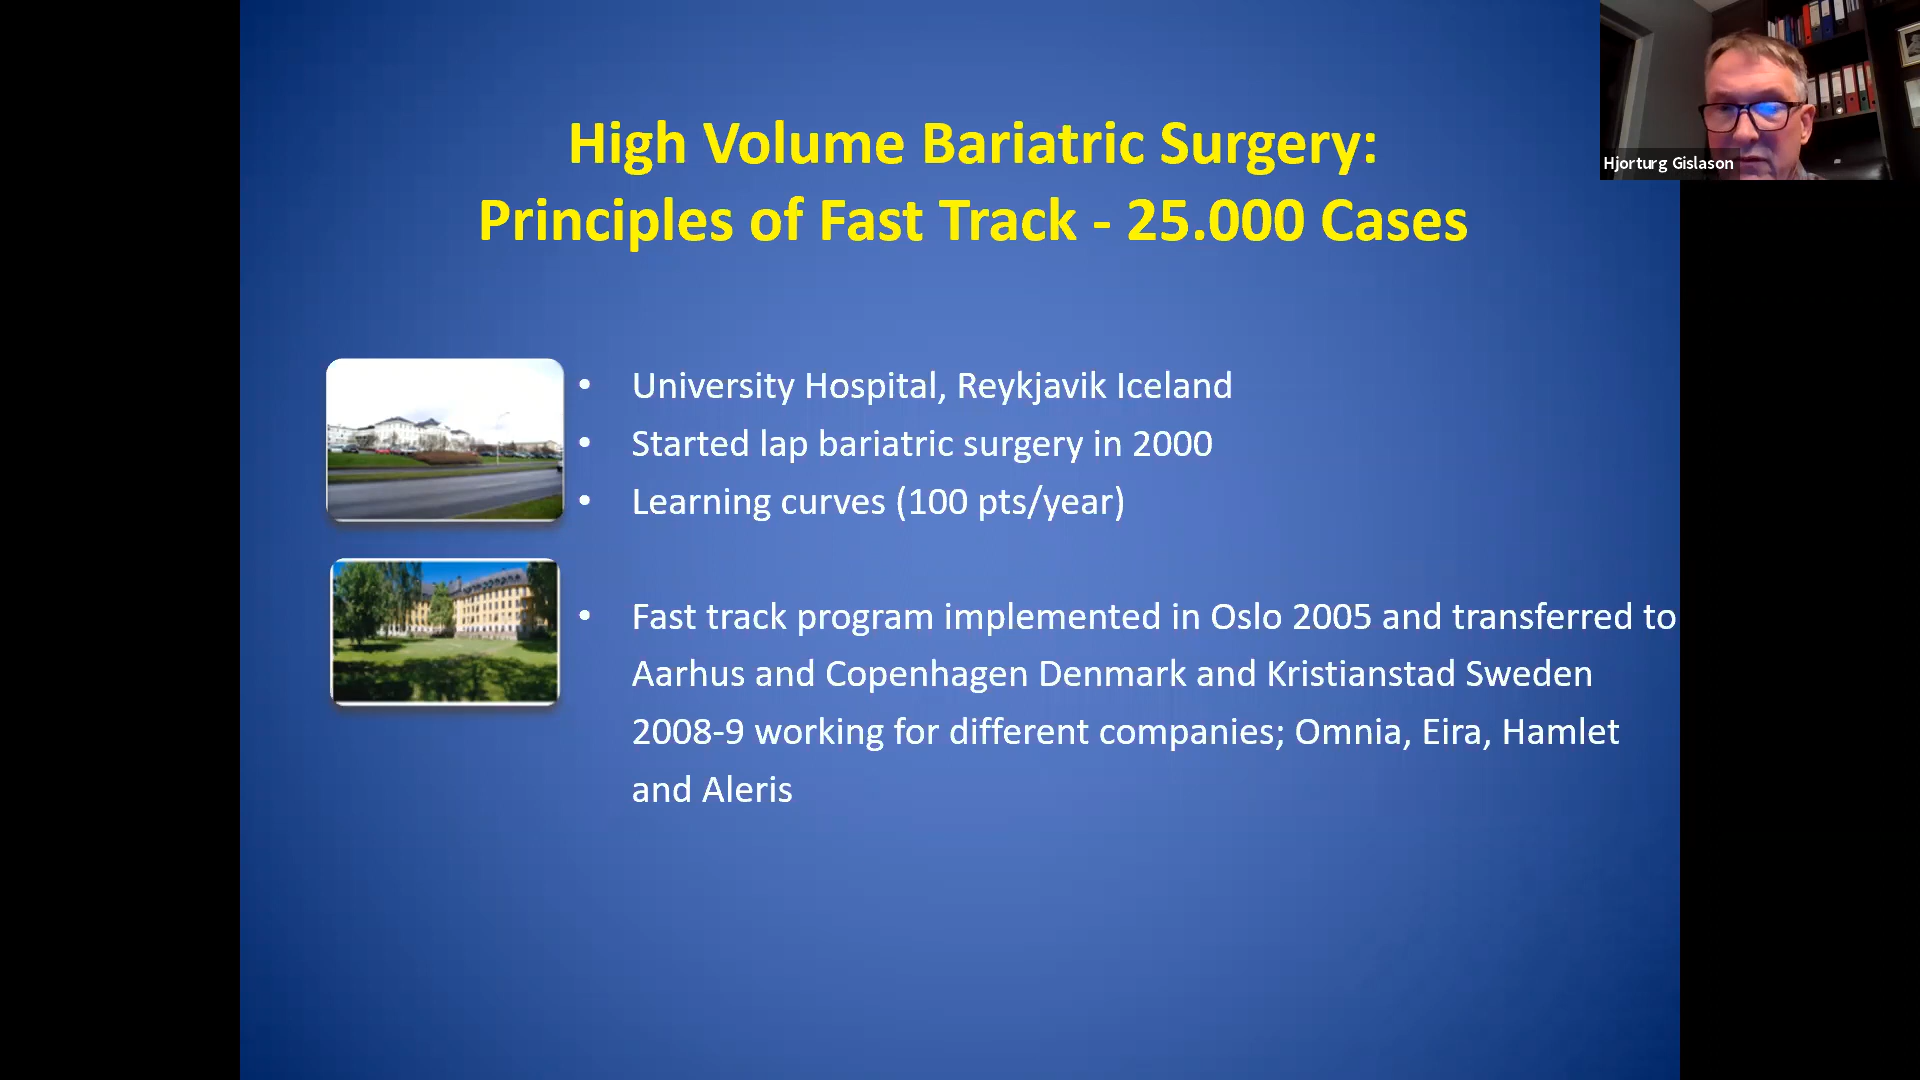 High Volume Bariatric Surgery:
Principles of Fast Track - 25.000 Cases
Hjorturg Gislason
• University Hospital, Reykjavik Iceland
• Started lap bariatric surgery in 2000
• Learning curves (100 pts/year)
• Fast track program implemented in Oslo 2005 and transferred to
Aarhus and Copenhagen Denmark and Kristianstad Sweden
2008-9 working for different companies; Omnia, Eira, Hamlet
and Aleris